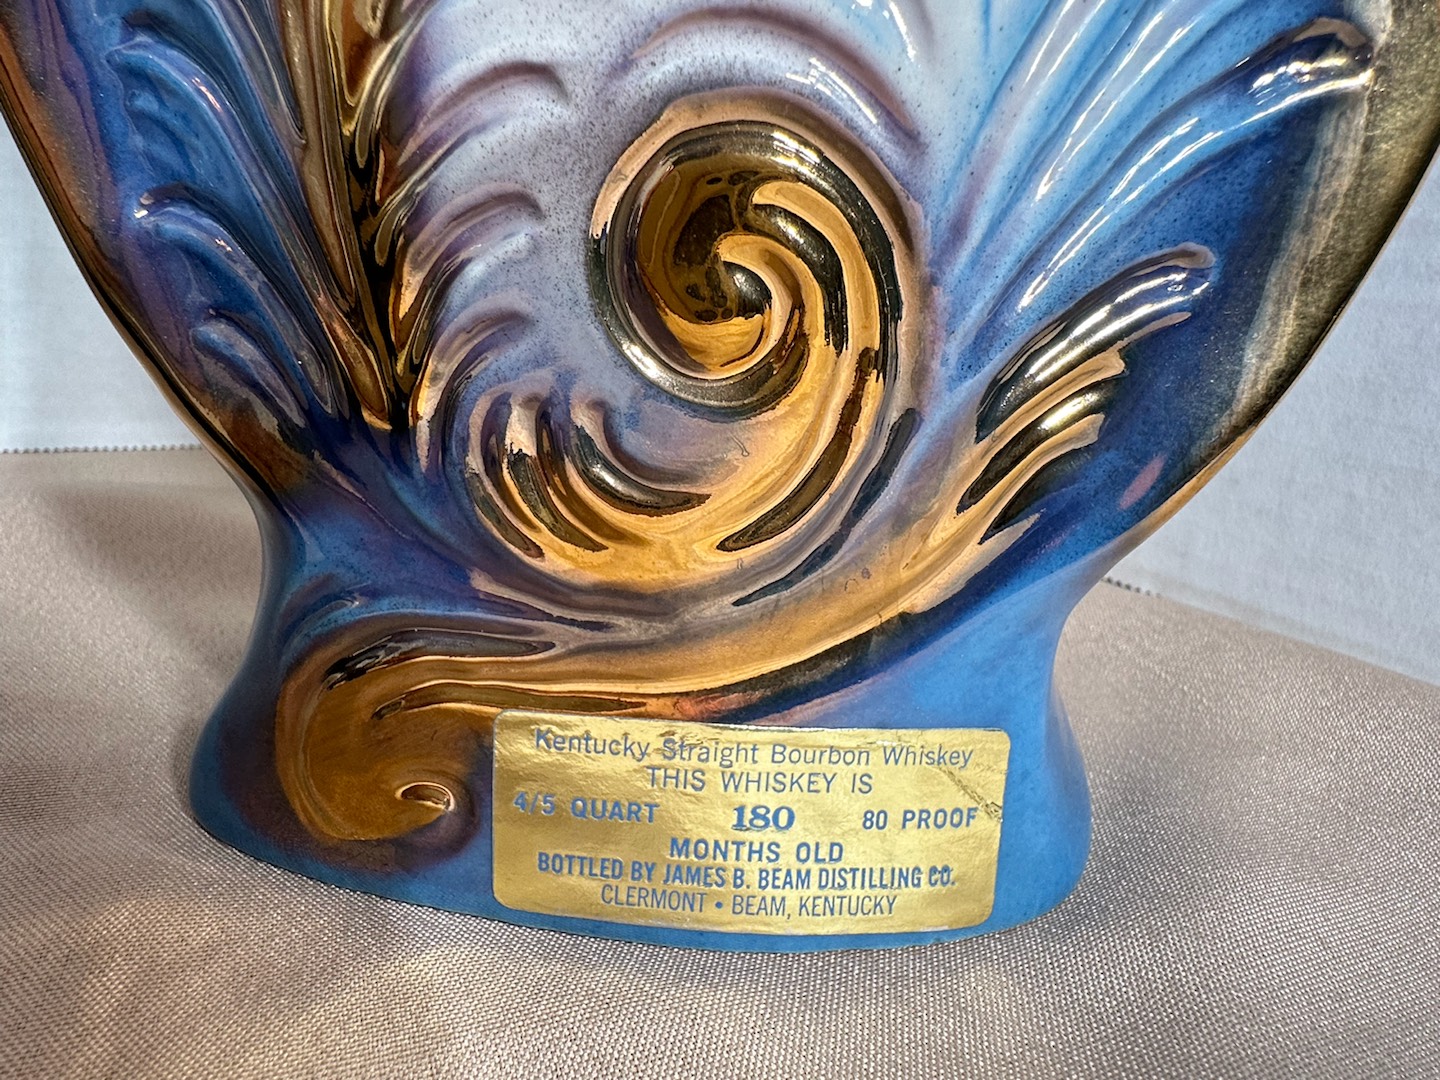 Kentucky Straight Bourbon Whiskey
THIS WHISKEY IS
4/5 QUART 180 80 PROOF
MONTHS OLD
BOTTLED BY JAMES B. BEAM DISTILLING CO.
CLERMONT • BEAM, KENTUCKY